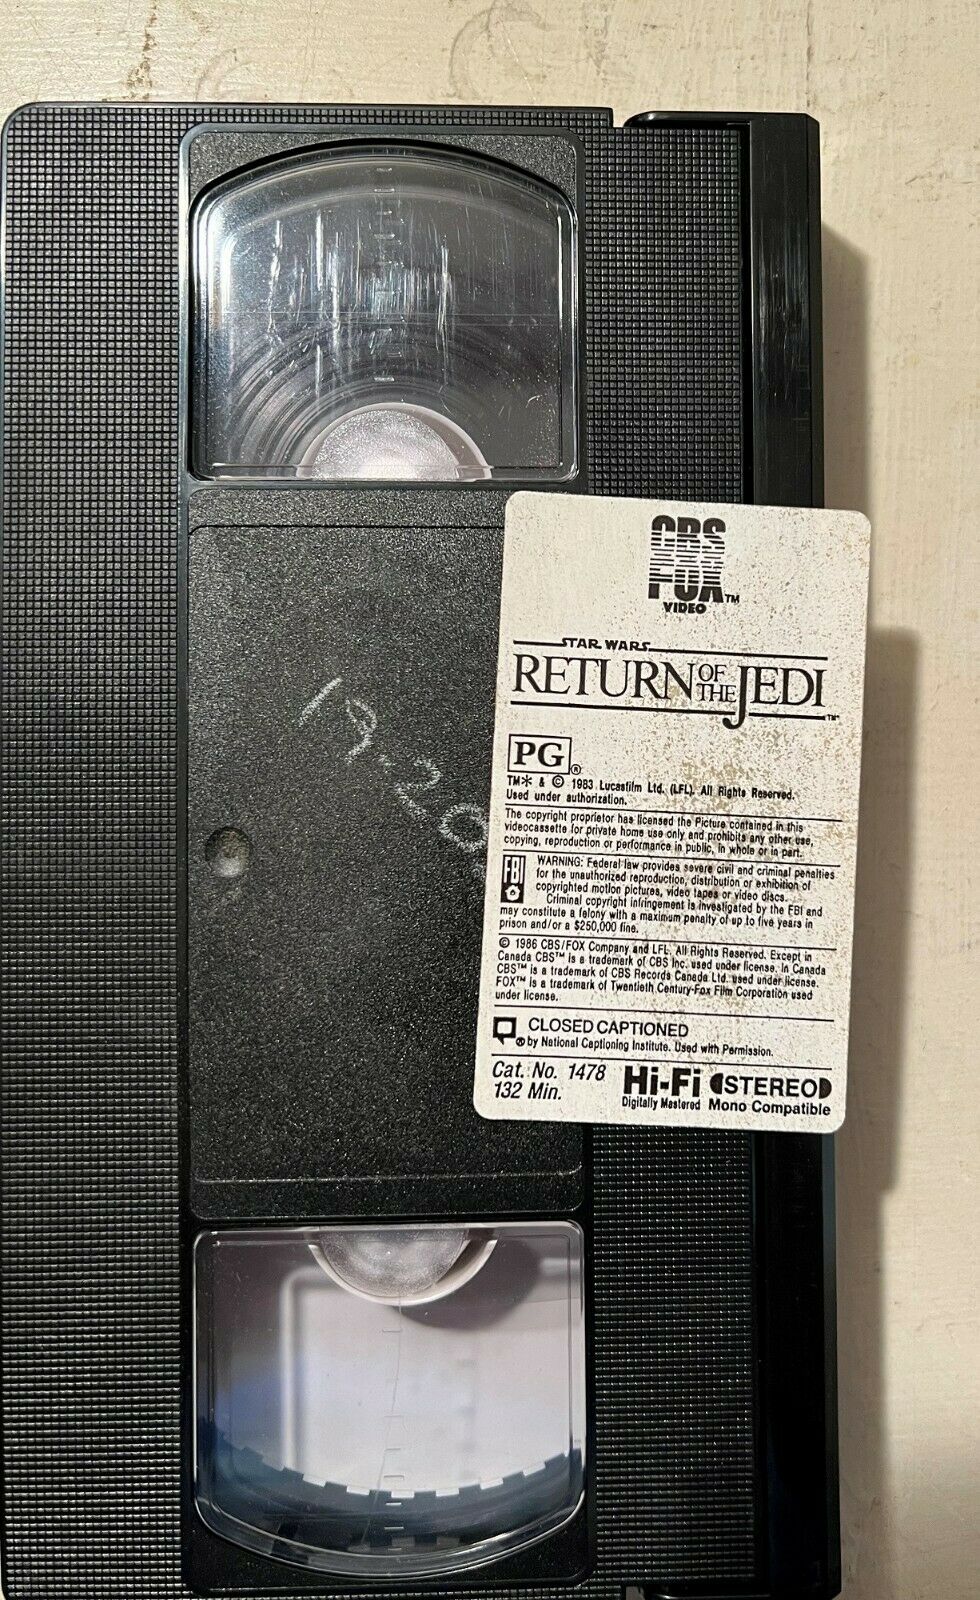 19.20
CBS
FOX™
VIDEO
STAR WARS
RETURN OF THE JEDI™
PG®
TM* & © 1983 Lucasfilm Ltd. (LFL). All Rights Reserved.
Used under authorization.
The copyright proprietor has licensed the Picture contained in this
videocassette for private home use only and prohibits any other use,
copying, reproduction or performance in public, in whole or in part.
FBI
WARNING: Federal law provides severe civil and criminal penalties
for the unauthorized reproduction, distribution or exhibition of
copyrighted motion pictures, video tapes or video discs.
Criminal copyright infringement is investigated by the FBI and
may constitute a felony with a maximum penalty of up to five years in
prison and/or a $250,000 fine.
© 1986 CBS/FOX Company and LFL. All Rights Reserved. Except in
Canada CBS™ is a trademark of CBS Inc. used under license. In Canada
CBS™ is a trademark of CBS Records Canada Ltd. used under license.
FOX™ is a trademark of Twentieth Century-Fox Film Corporation used
under license.
CLOSED CAPTIONED
® by National Captioning Institute. Used with Permission.
Cat. No. 1478
132 Min.
Hi-Fi STEREO
Digitally Mastered Mono Compatible